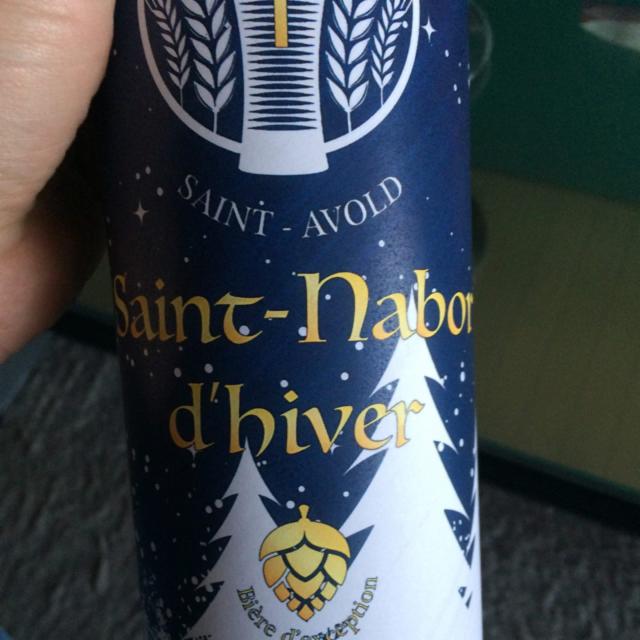 SAINT - AVOLD
Saint-Nabor
d'hiver
Bière d'exception